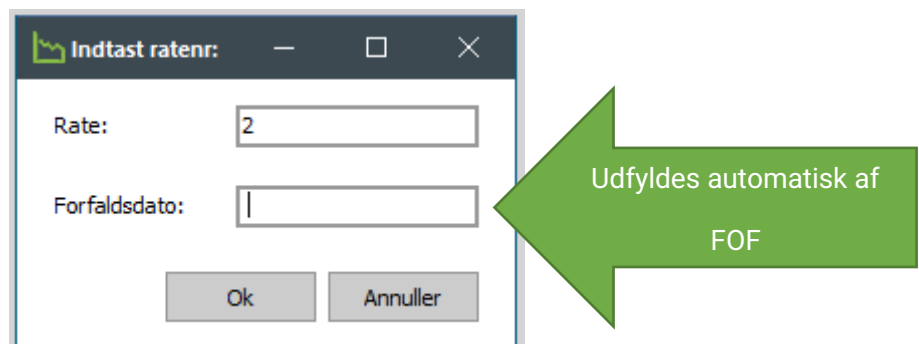 Indtast ratenr:
Rate: 2
Forfaldsdato:
Udfyldes automatisk af
FOF
Ok Annuller